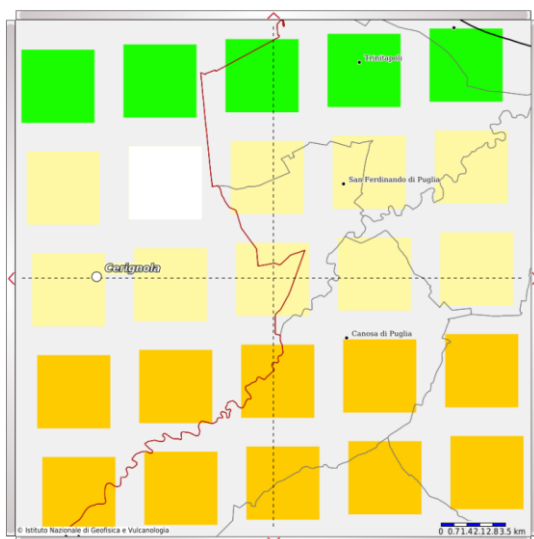 Trinitapoli
San Ferdinando di Puglia
Cerignola
Canosa di Puglia
© Istituto Nazionale di Geofisica e Vulcanologia
0 0.71.42.12.83.5 km